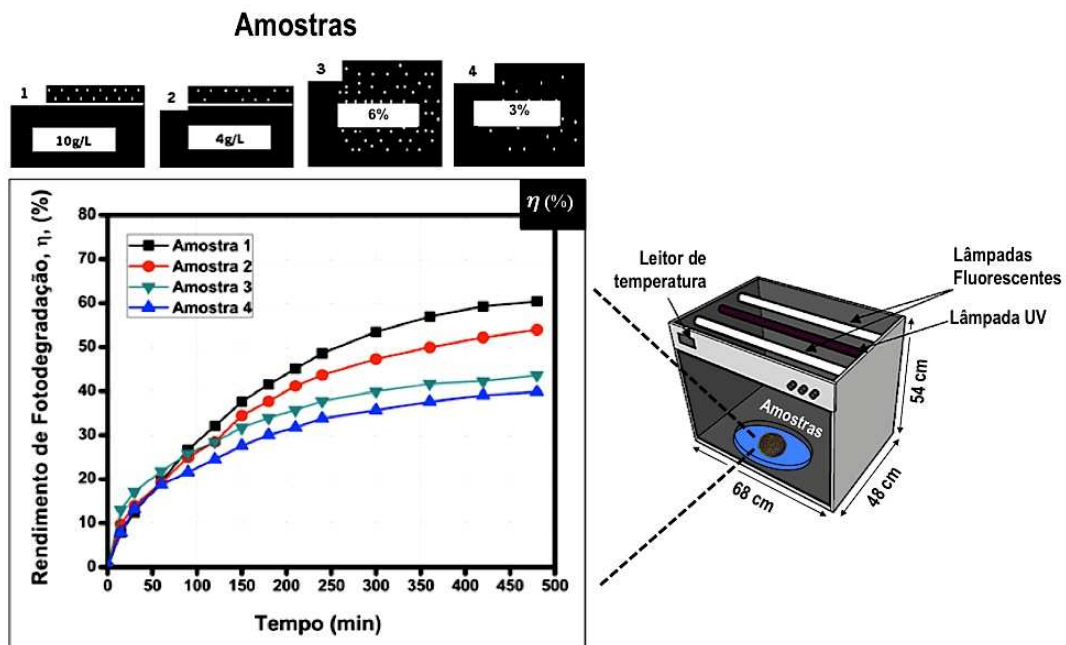 Amostras
1
10g/L
2
4g/L
3
6%
4
3%
η (%)
Rendimento de Fotodegradação, η, (%)
80
70
60
50
40
30
20
10
0
Amostra 1
Amostra 2
Amostra 3
Amostra 4
0 50 100 150 200 250 300 350 400 450 500
Tempo (min)
Leitor de
temperatura
Lâmpadas
Fluorescentes
Lâmpada UV
54 cm
Amostras
68 cm
48 cm